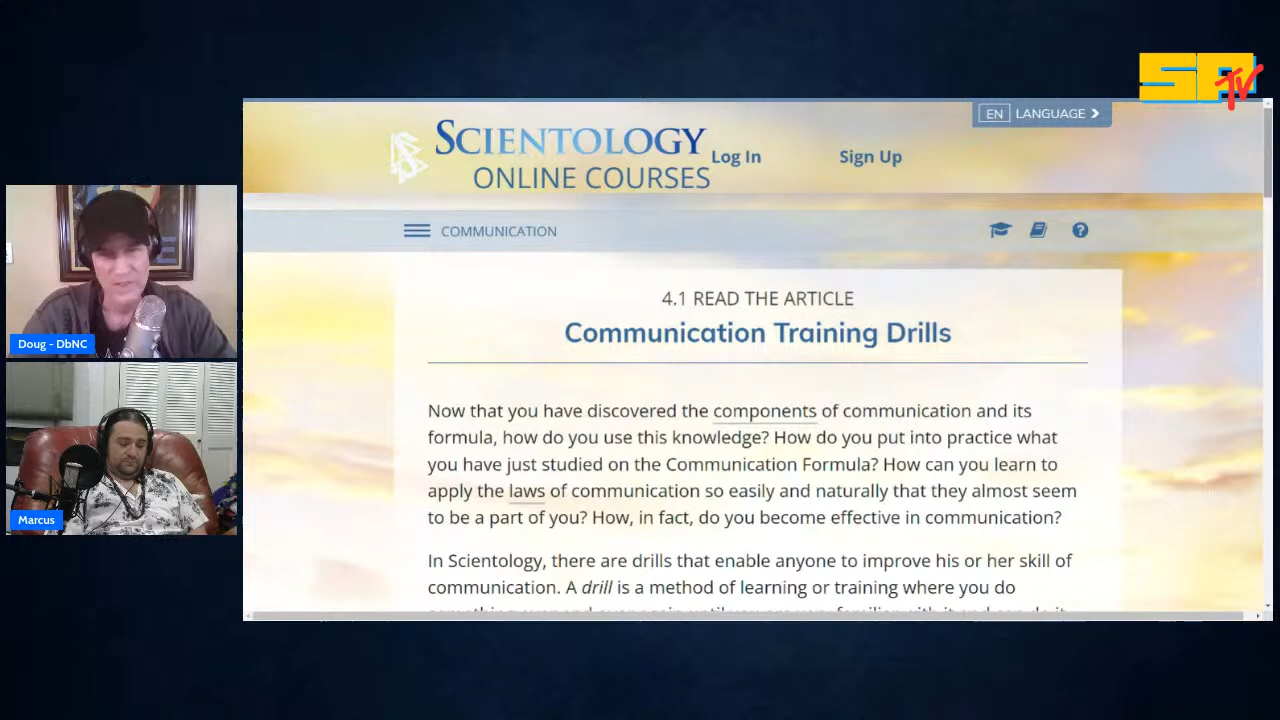 SPTV
EN LANGUAGE
SCIENTOLOGY
ONLINE COURSES
Log In
Sign Up
COMMUNICATION
4.1 READ THE ARTICLE
Communication Training Drills
Now that you have discovered the components of communication and its
formula, how do you use this knowledge? How do you put into practice what
you have just studied on the Communication Formula? How can you learn to
apply the laws of communication so easily and naturally that they almost seem
to be a part of you? How, in fact, do you become effective in communication?
In Scientology, there are drills that enable anyone to improve his or her skill of
communication. A drill is a method of learning or training where you do
Doug - DbNC
Marcus